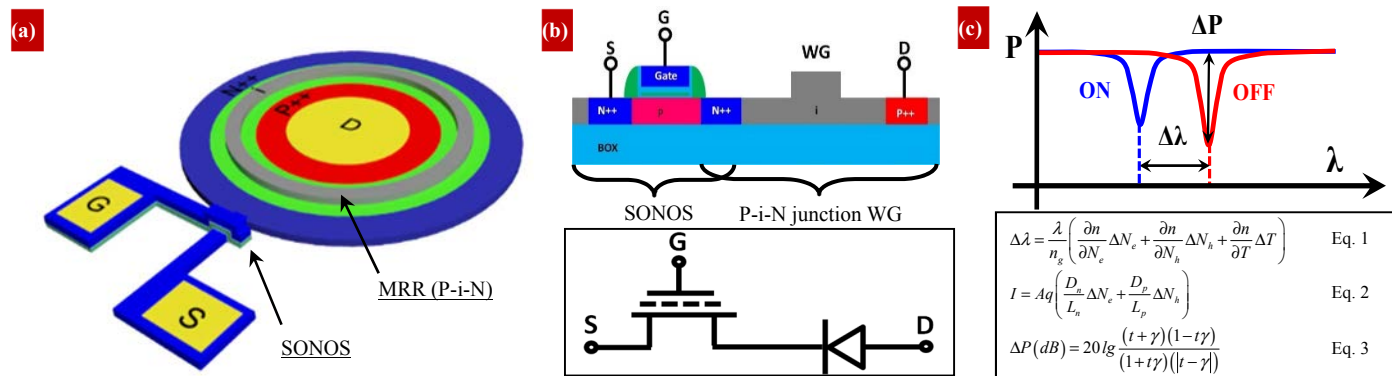 (a)
N++
i
P++
D
G
S
MRR (P-i-N)
SONOS
(b)
G
S
Gate
WG
D
N++
P
N++
i
P++
BOX
SONOS
P-i-N junction WG
G
S
D
(c)
P
ΔP
ON
OFF
Δλ
λ
Δλ = λ/n_g (∂n/∂N_e ΔN_e + ∂n/∂N_h ΔN_h + ∂n/∂T ΔT) Eq. 1
I = Aq (D_n/L_n ΔN_e + D_p/L_p ΔN_h) Eq. 2
ΔP(dB) = 20 lg (t+γ)(1−tγ)/(1+tγ)(|t−γ|) Eq. 3